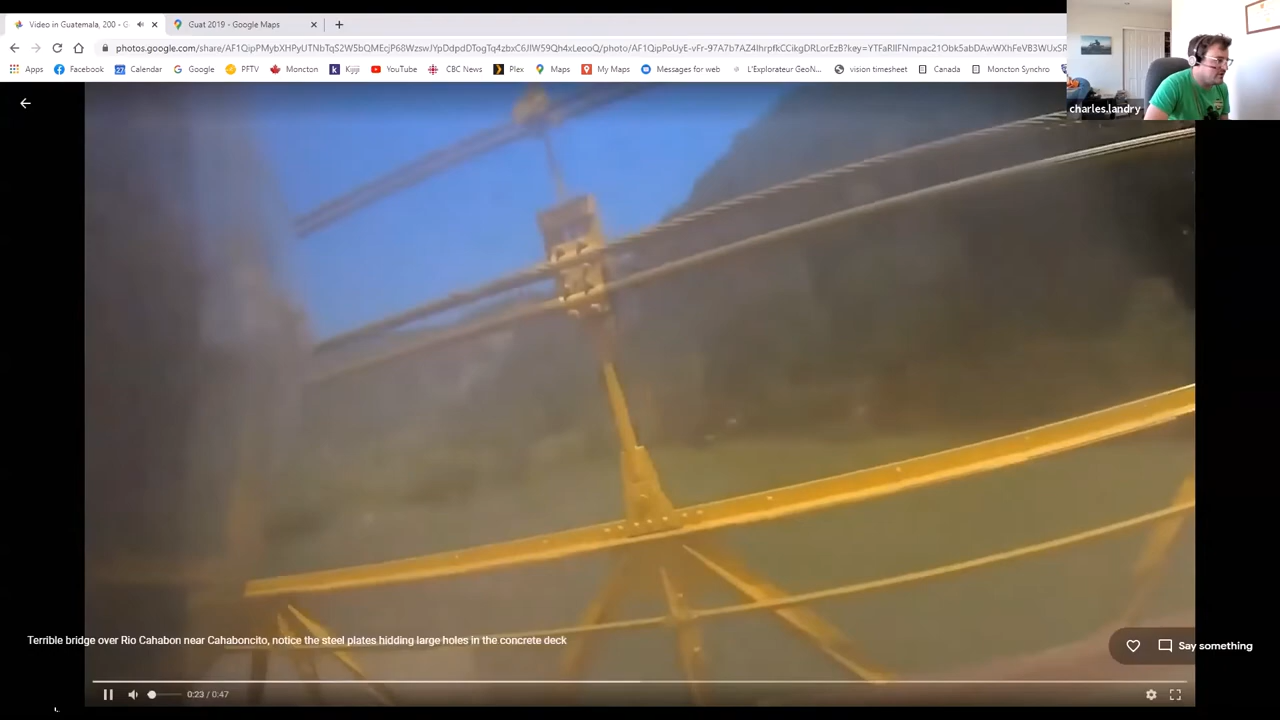 Video in Guatemala, 200 - G
Guat 2019 - Google Maps
photos.google.com/share/AF1QipPMybXHPyUTNbTqS2W5bQMEcjPSWzswJYpDdpdDTogTq4zbxC6JIW59Qh4xLeooQ/photo/AF1QipPoUyE-vFr-97A7b7AZ4IhrpfkCCikgDRLorEzB?key=YTFaRllFNmpac21Obk5abDAwWXhFeVB3WUxSR
Apps
Facebook
Calendar
Google
PFTV
Moncton
Kijiji
YouTube
CBC News
Plex
Maps
My Maps
Messages for web
L'Explorateur GeoN...
vision timesheet
Canada
Moncton Synchro
charles.landry
Terrible bridge over Rio Cahabon near Cahaboncito, notice the steel plates hidding large holes in the concrete deck
Say something
0:23 / 0:47